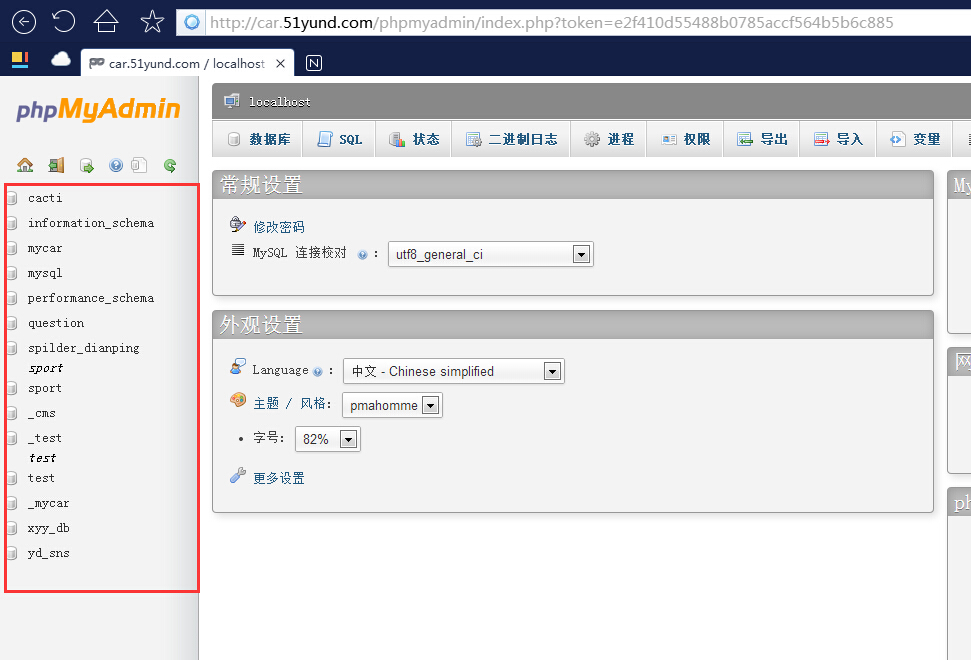 http://car.51yund.com/phpmyadmin/index.php?token=e2f410d55488b0785accf564b5b6c885
car.51yund.com / localhost
phpMyAdmin
localhost
数据库 SQL 状态 二进制日志 进程 权限 导出 导入 变量
cacti
information_schema
mycar
mysql
performance_schema
question
spilder_dianping
sport
sport
_cms
_test
test
test
_mycar
xyy_db
yd_sns
常规设置
修改密码
MySQL 连接校对 : utf8_general_ci
外观设置
Language : 中文 - Chinese simplified
主题 / 风格: pmahomme
• 字号: 82%
更多设置
My
网
ph